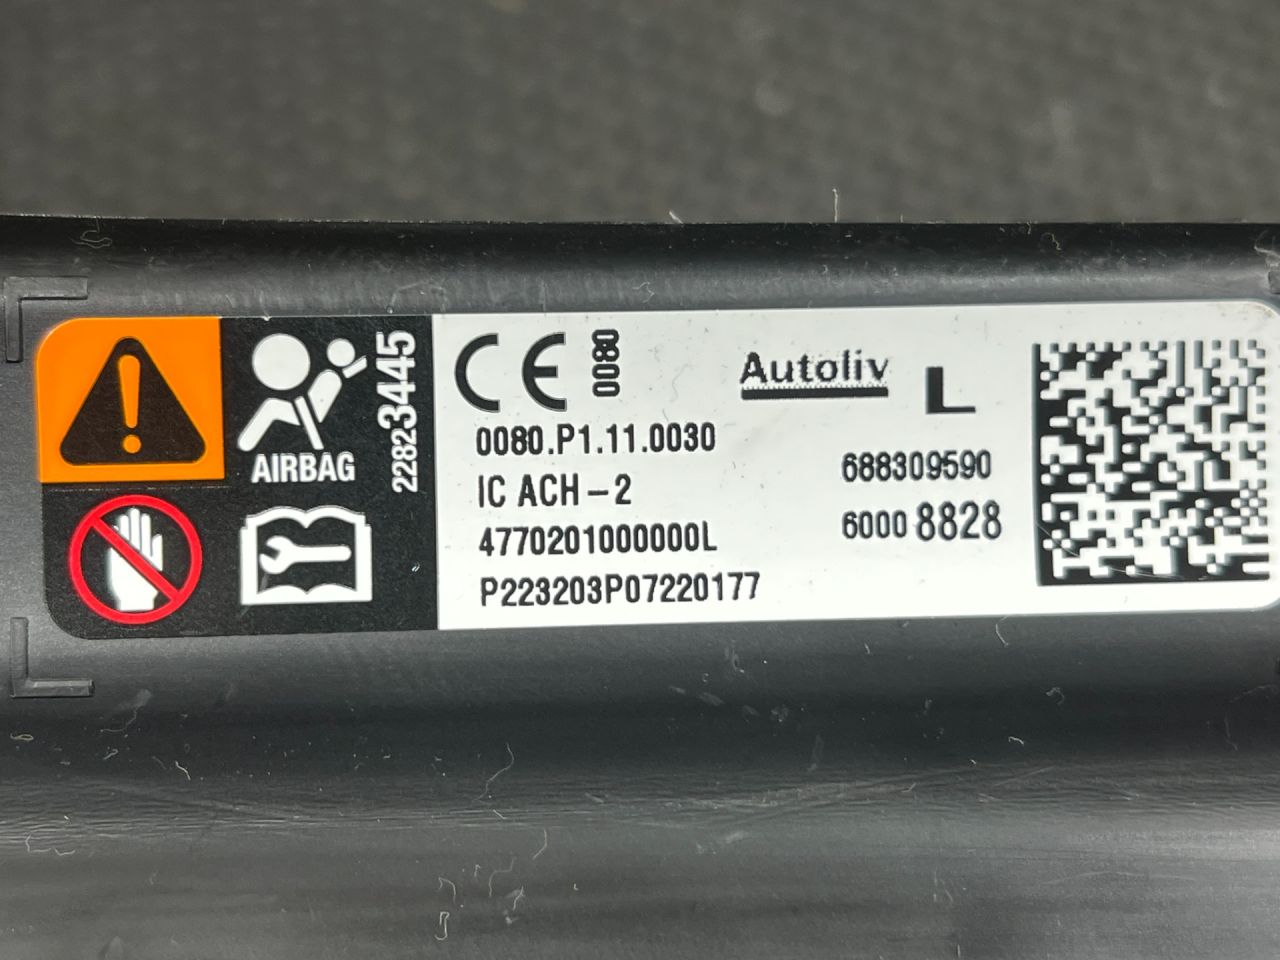 AIRBAG
22823445
CE 0080
0080.P1.11.0030
IC ACH-2
4770201000000L
P223203P07220177
Autoliv
L
688309590
6000 8828